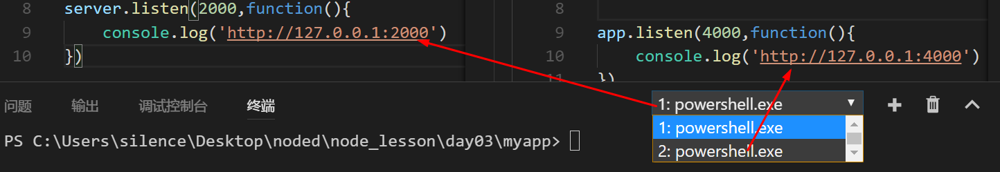 8 server.listen(2000,function(){
9 console.log('http://127.0.0.1:2000')
10 })
8
9 app.listen(4000,function(){
10 console.log('http://127.0.0.1:4000')
11 })
问题 输出 调试控制台 终端 1: powershell.exe
1: powershell.exe
2: powershell.exe
PS C:\Users\silence\Desktop\noded\node_lesson\day03\myapp>